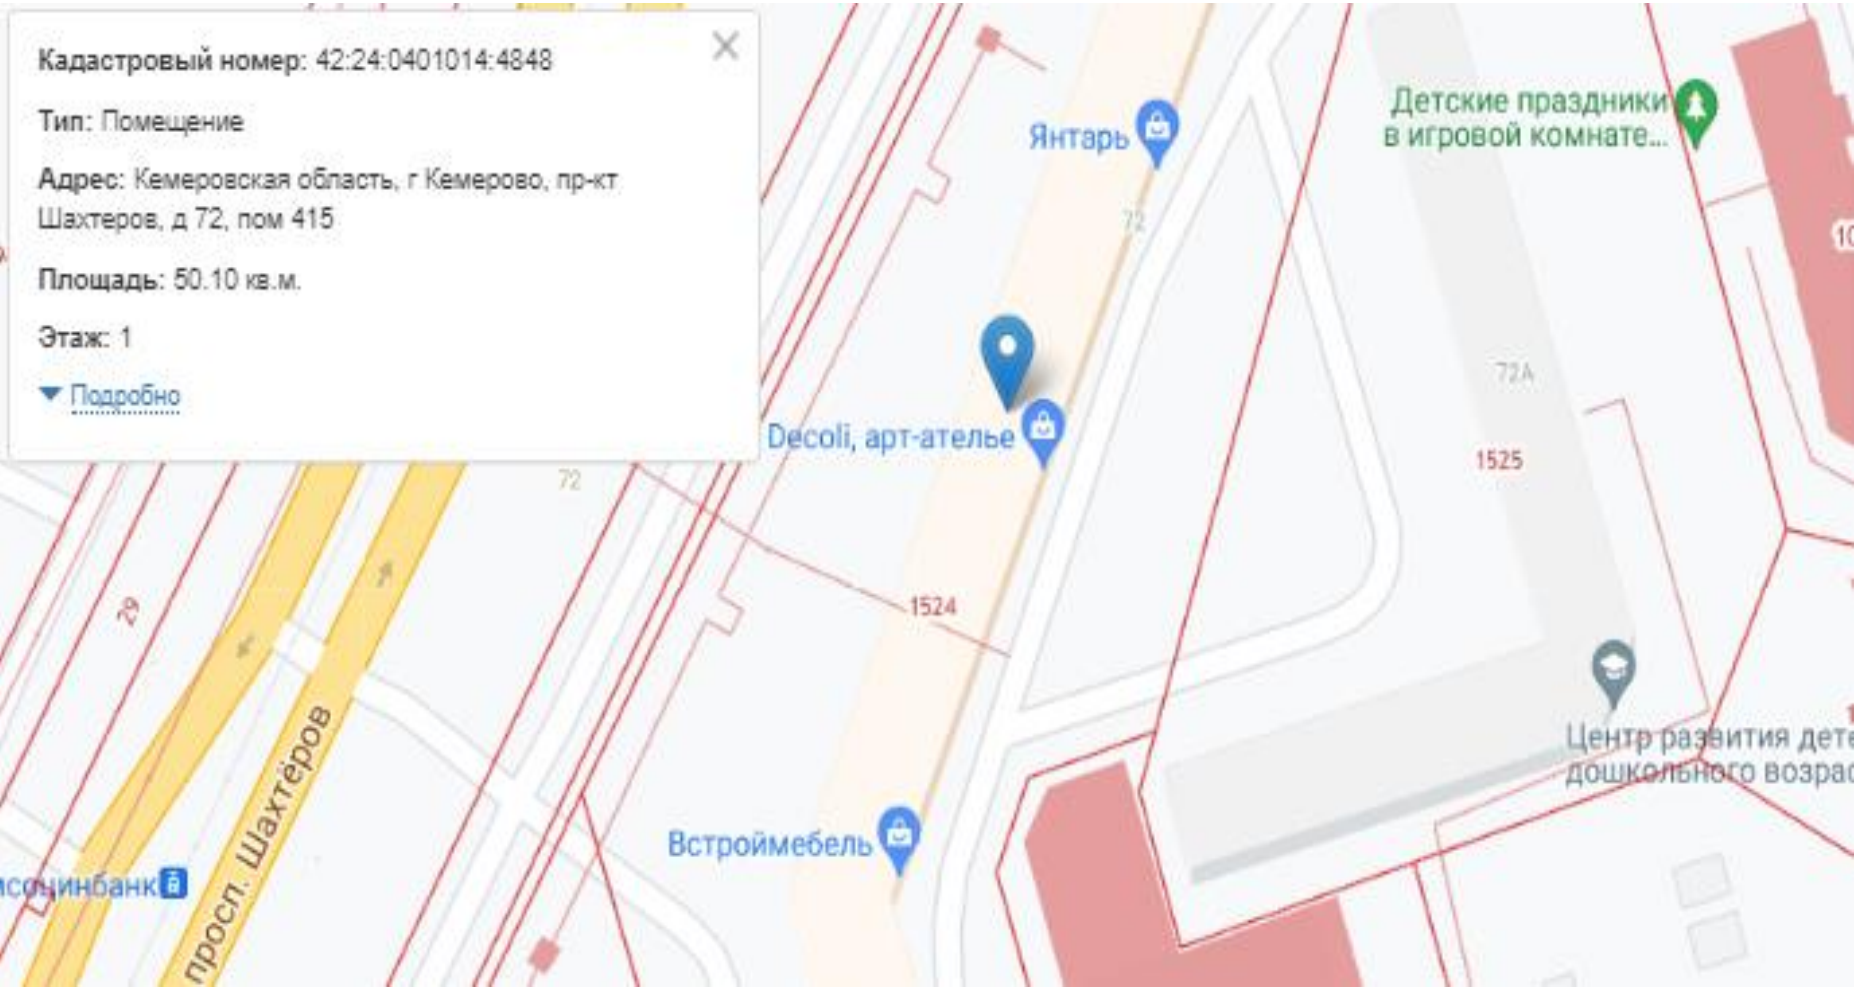 Кадастровый номер: 42:24:0401014:4848
Тип: Помещение
Адрес: Кемеровская область, г Кемерово, пр-кт
Шахтеров, д 72, пом 415
Площадь: 50.10 кв.м.
Этаж: 1
Подробно
Янтарь
72
Детские праздники
в игровой комнате...
10
72А
1525
Decoli, арт-ателье
72
1524
29
просп. Шахтёров
Центр развития дете
дошкольного возрас
Встроймебель
исоцинбанк